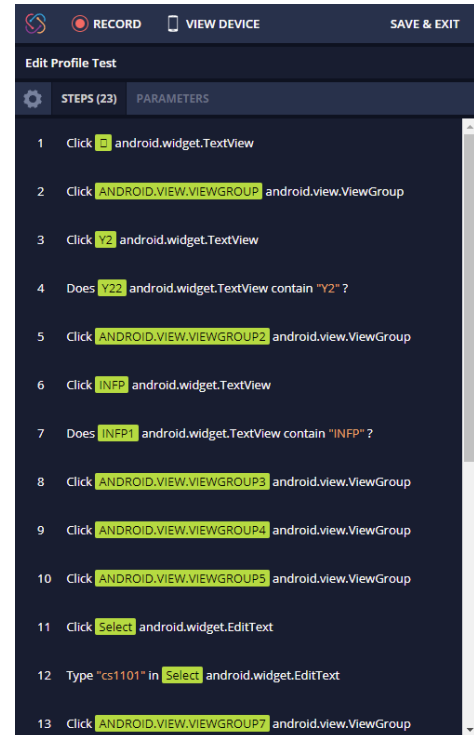 RECORD VIEW DEVICE SAVE & EXIT
Edit Profile Test
STEPS (23) PARAMETERS
1 Click android.widget.TextView
2 Click ANDROID.VIEW.VIEWGROUP android.view.ViewGroup
3 Click Y2 android.widget.TextView
4 Does Y22 android.widget.TextView contain "Y2" ?
5 Click ANDROID.VIEW.VIEWGROUP2 android.view.ViewGroup
6 Click INFP android.widget.TextView
7 Does INFP1 android.widget.TextView contain "INFP" ?
8 Click ANDROID.VIEW.VIEWGROUP3 android.view.ViewGroup
9 Click ANDROID.VIEW.VIEWGROUP4 android.view.ViewGroup
10 Click ANDROID.VIEW.VIEWGROUP5 android.view.ViewGroup
11 Click Select android.widget.EditText
12 Type "cs1101" in Select android.widget.EditText
13 Click ANDROID.VIEW.VIEWGROUP7 android.view.ViewGroup